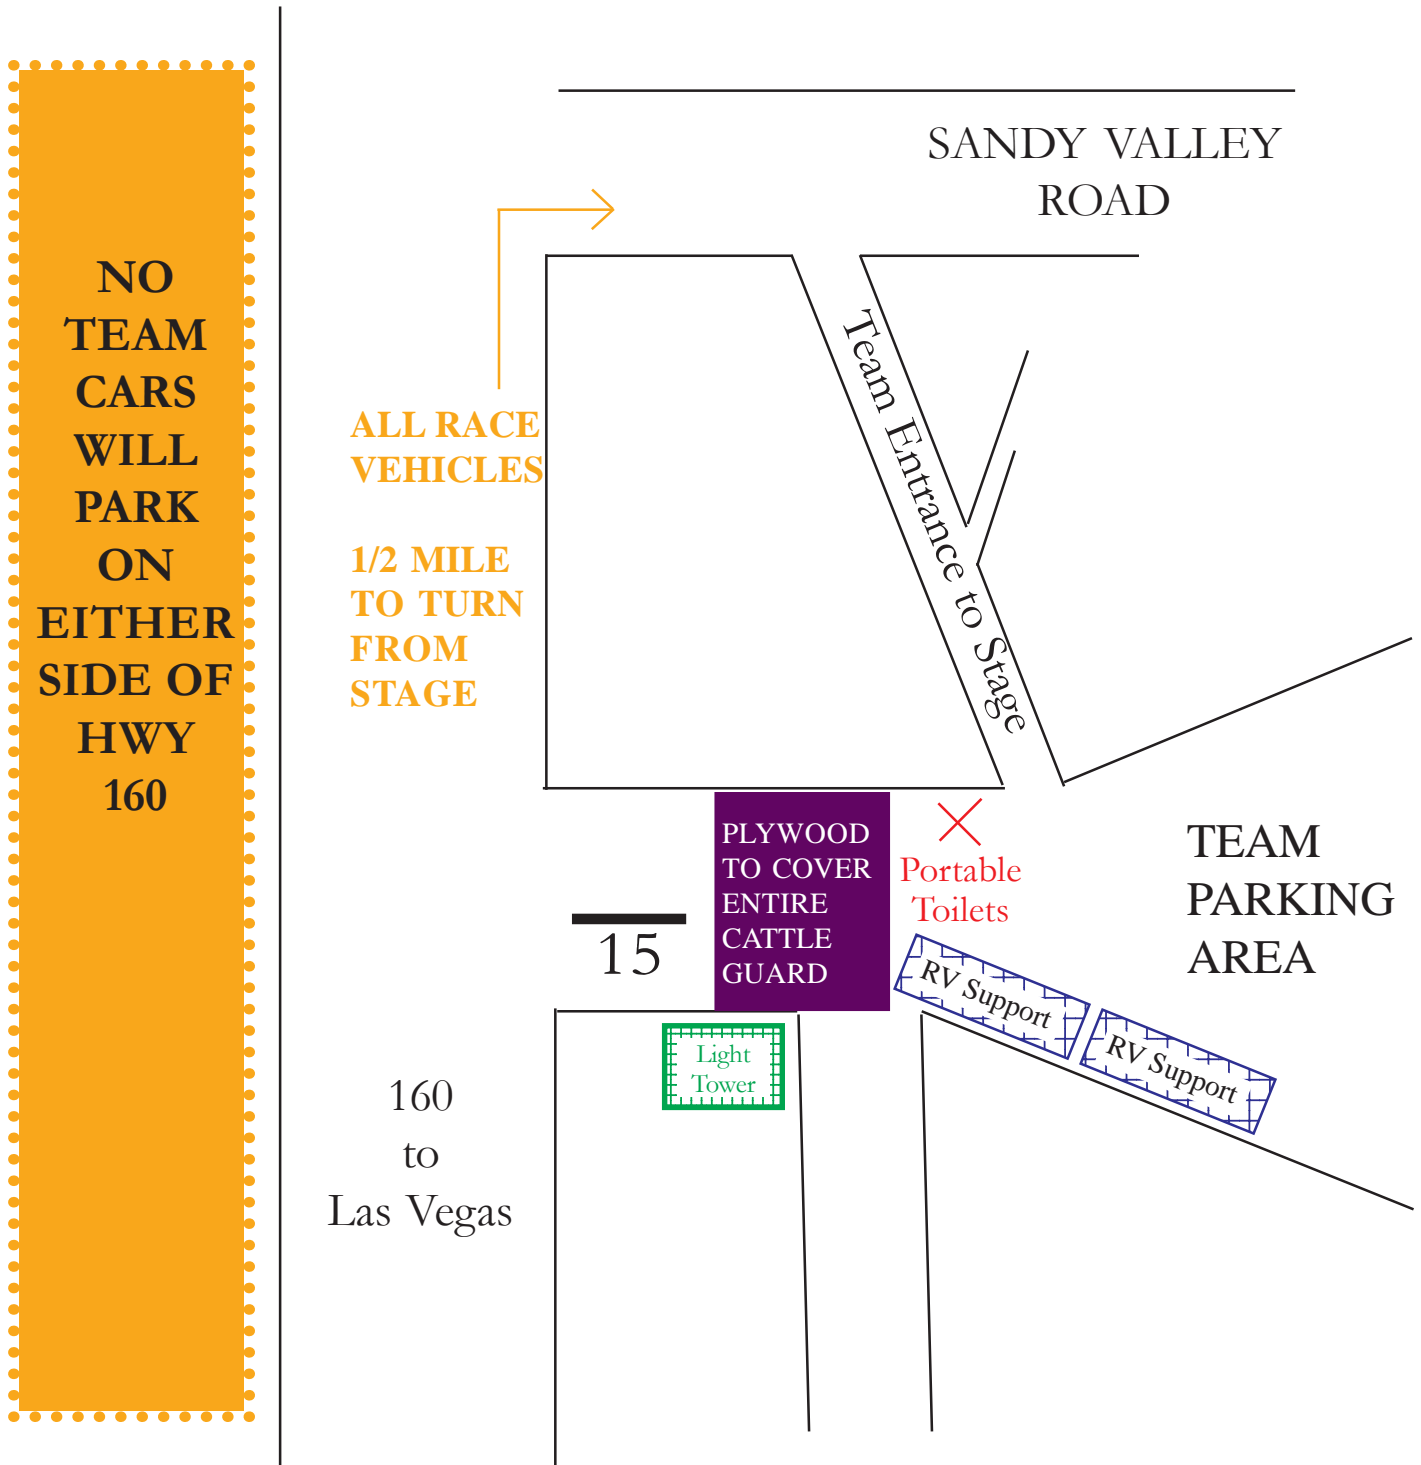 NO
TEAM
CARS
WILL
PARK
ON
EITHER
SIDE OF
HWY
160
SANDY VALLEY
ROAD
ALL RACE
VEHICLES
1/2 MILE
TO TURN
FROM
STAGE
Team Entrance to Stage
PLYWOOD
TO COVER
ENTIRE
CATTLE
GUARD
Portable
Toilets
TEAM
PARKING
AREA
15
RV Support
RV Support
Light
Tower
160
to
Las Vegas